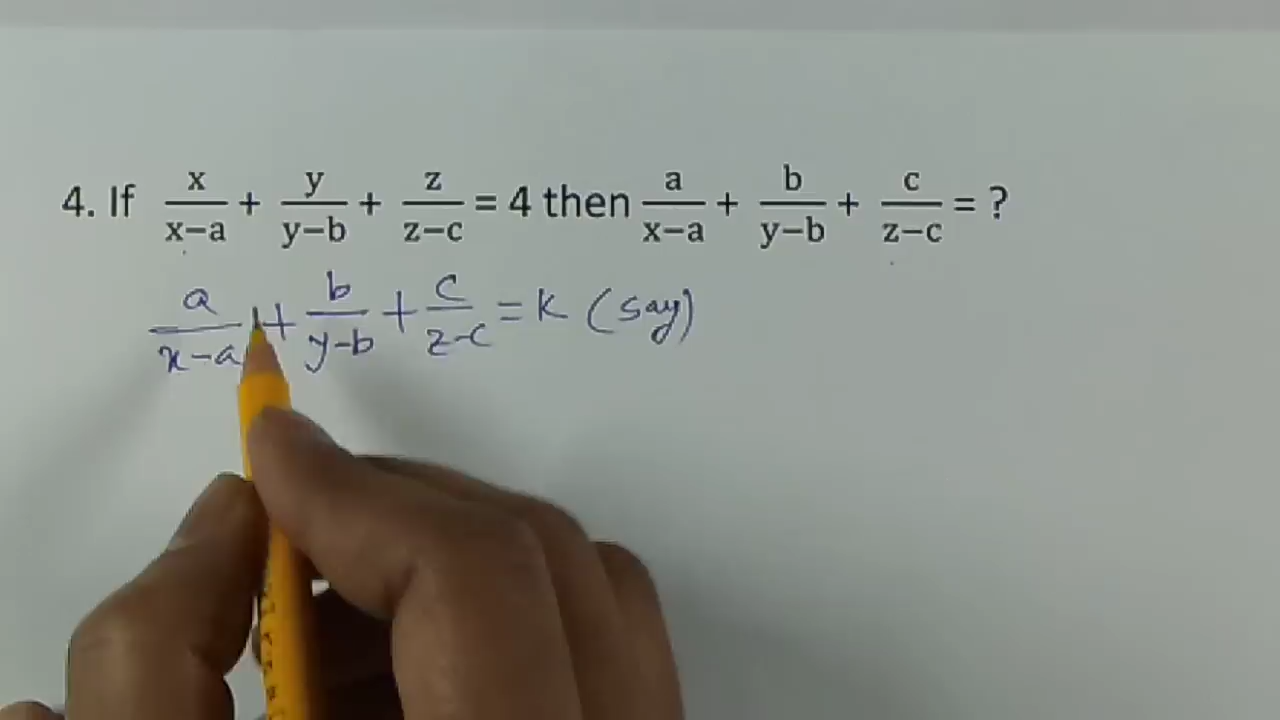 4. If x/(x−a) + y/(y−b) + z/(z−c) = 4 then a/(x−a) + b/(y−b) + c/(z−c) = ?
a/(x−a) + b/(y−b) + c/(z−c) = k (say)